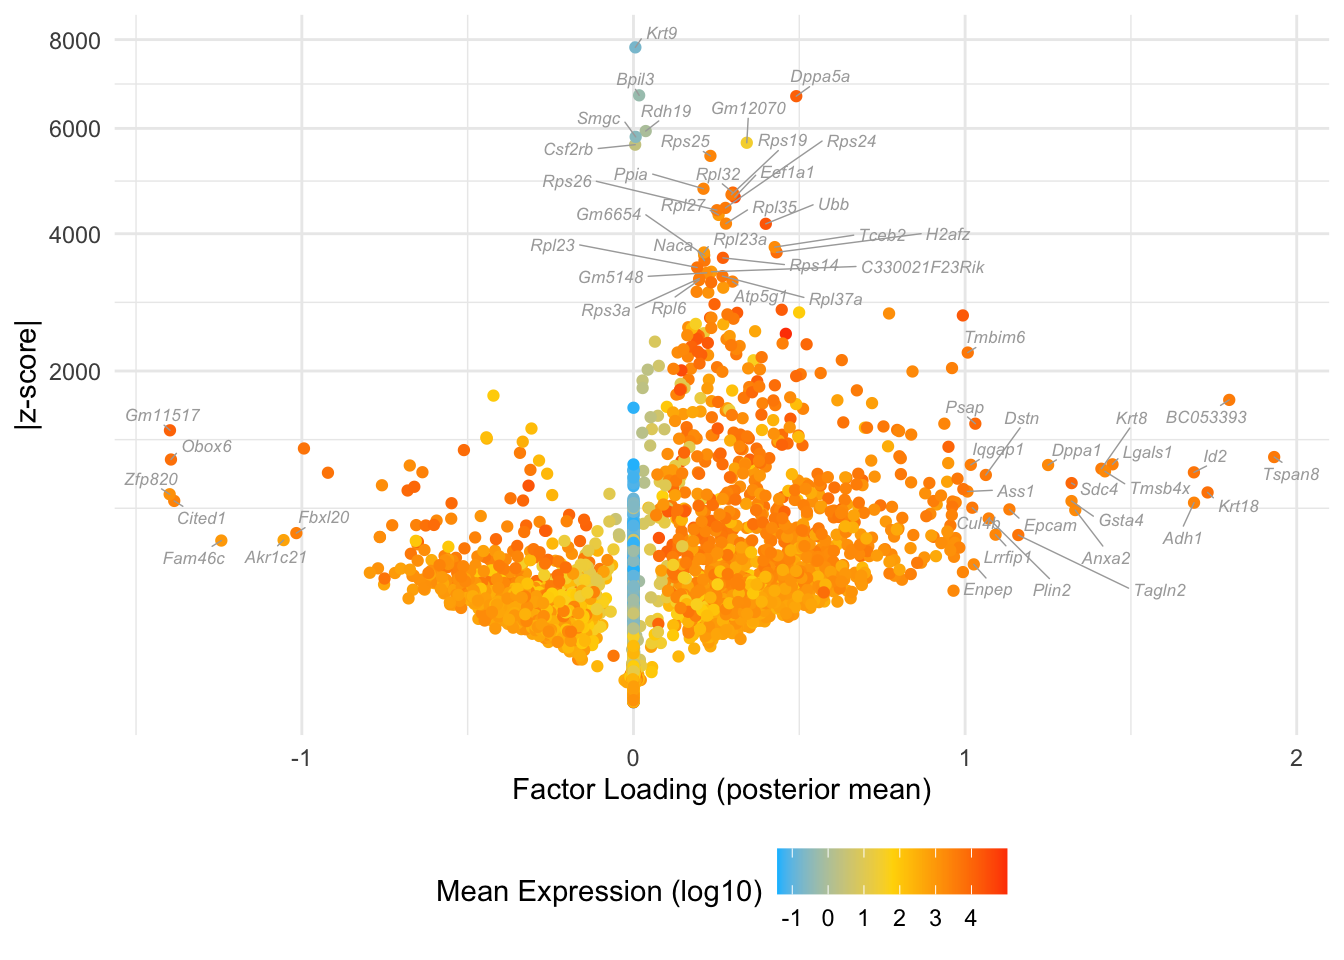 8000
6000
4000
2000
|z-score|
Krt9
Bpil3
Dppa5a
Rdh19
Gm12070
Smgc
Csf2rb
Rps25
Rps19
Rps24
Ppia
Rpl32
Eef1a1
Rps26
Rpl27
Rpl35
Ubb
Gm6654
Rpl23
Naca
Rpl23a
Tceb2
H2afz
Rps14
C330021F23Rik
Gm5148
Rps3a
Rpl6
Atp5g1
Rpl37a
Tmbim6
Gm11517
Obox6
Zfp820
Cited1
Fbxl20
Fam46c
Akr1c21
Psap
Dstn
Krt8
BC053393
Iqgap1
Dppa1
Lgals1
Id2
Tspan8
Ass1
Sdc4
Tmsb4x
Krt18
Cul4b
Epcam
Gsta4
Adh1
Lrrfip1
Anxa2
Enpep
Plin2
Tagln2
-1
0
1
2
Factor Loading (posterior mean)
Mean Expression (log10)
-1 0 1 2 3 4